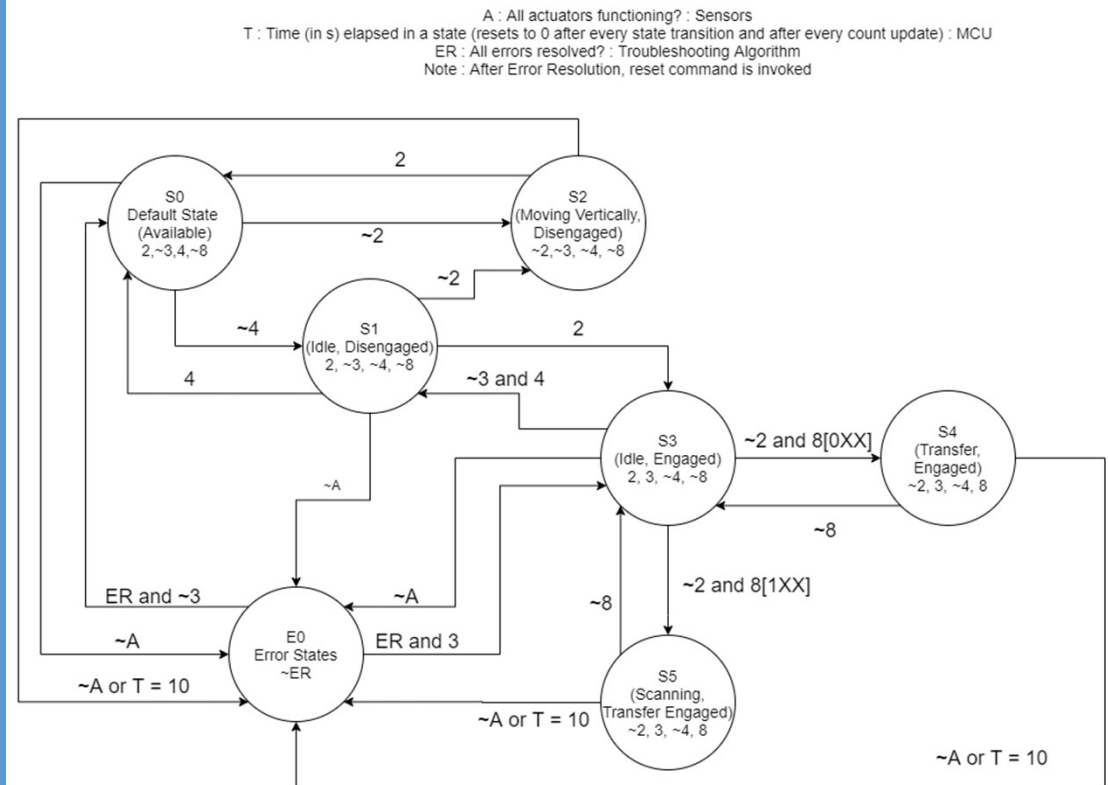 A : All actuators functioning? : Sensors
T : Time (in s) elapsed in a state (resets to 0 after every state transition and after every count update) : MCU
ER : All errors resolved? : Troubleshooting Algorithm
Note : After Error Resolution, reset command is invoked
2
S0
Default State
(Available)
2,~3,4,~8
S2
(Moving Vertically,
Disengaged)
~2,~3, ~4, ~8
~2
~2
~4
S1
(Idle, Disengaged)
2, ~3, ~4, ~8
2
4
~3 and 4
S3
(Idle, Engaged)
2, 3, ~4, ~8
~2 and 8[0XX]
S4
(Transfer,
Engaged)
~2, 3, ~4, 8
~A
~8
~2 and 8[1XX]
ER and ~3
~A
~8
~A
E0
Error States
~ER
ER and 3
S5
(Scanning,
Transfer Engaged)
~2, 3, ~4, 8
~A or T = 10
~A or T = 10
~A or T = 10